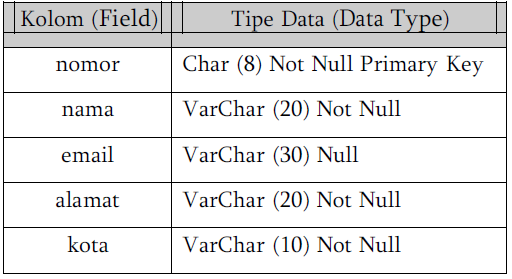 Kolom (Field) Tipe Data (Data Type)
nomor Char (8) Not Null Primary Key
nama VarChar (20) Not Null
email VarChar (30) Null
alamat VarChar (20) Not Null
kota VarChar (10) Not Null